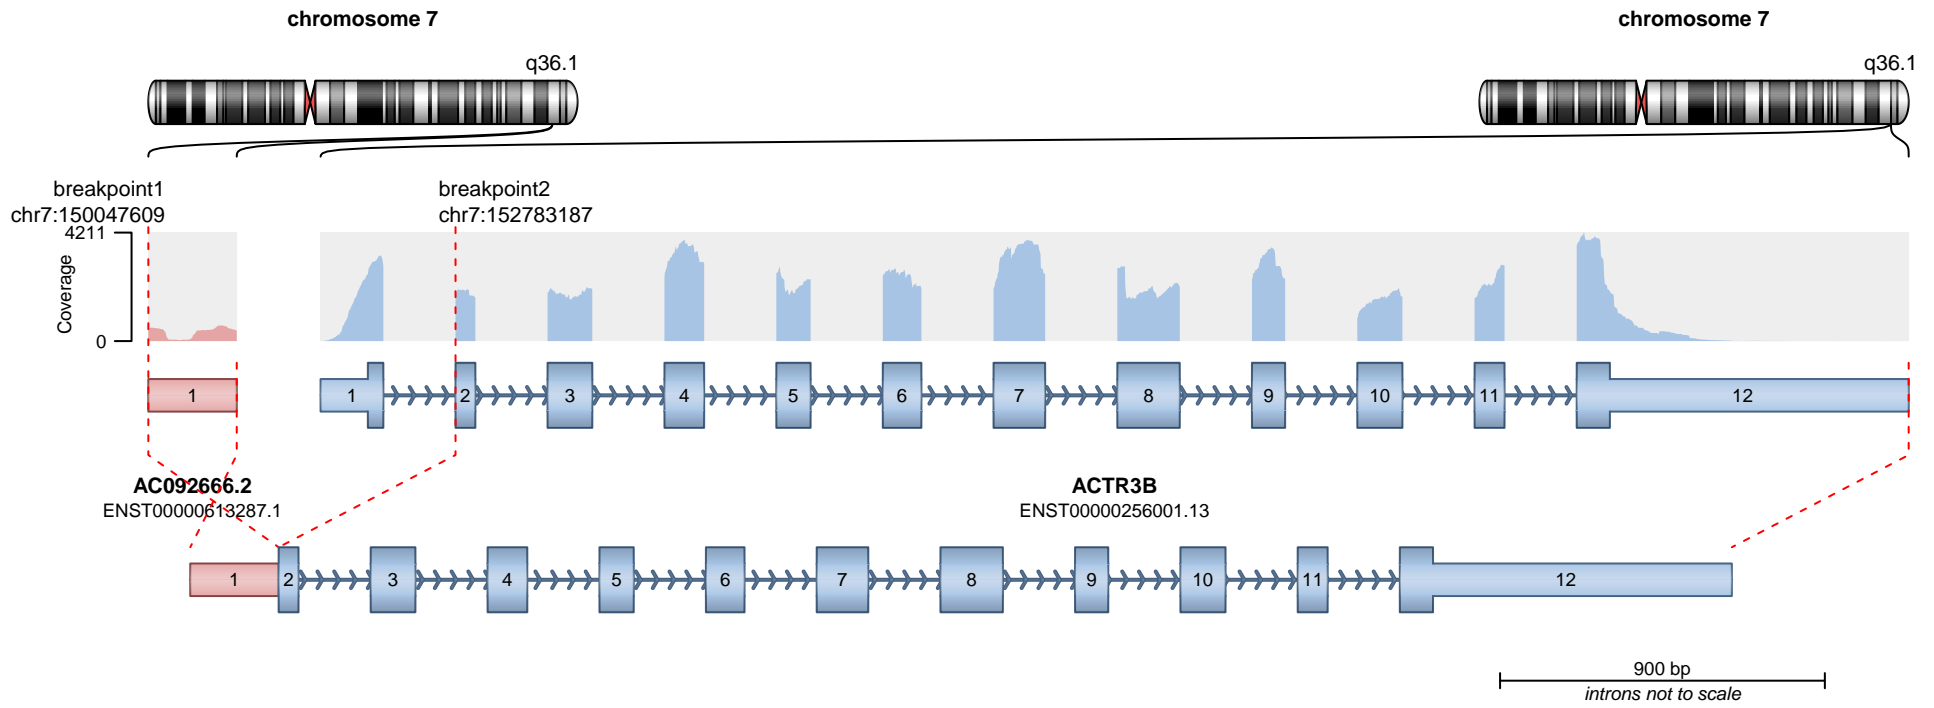 chromosome 7
chromosome 7
q36.1
q36.1
breakpoint1
chr7:150047609
breakpoint2
chr7:152783187
4211
Coverage
0
1
1
2
3
4
5
6
7
8
9
10
11
12
AC092666.2
ENST00000613287.1
ACTR3B
ENST00000256001.13
1
2
3
4
5
6
7
8
9
10
11
12
900 bp
introns not to scale